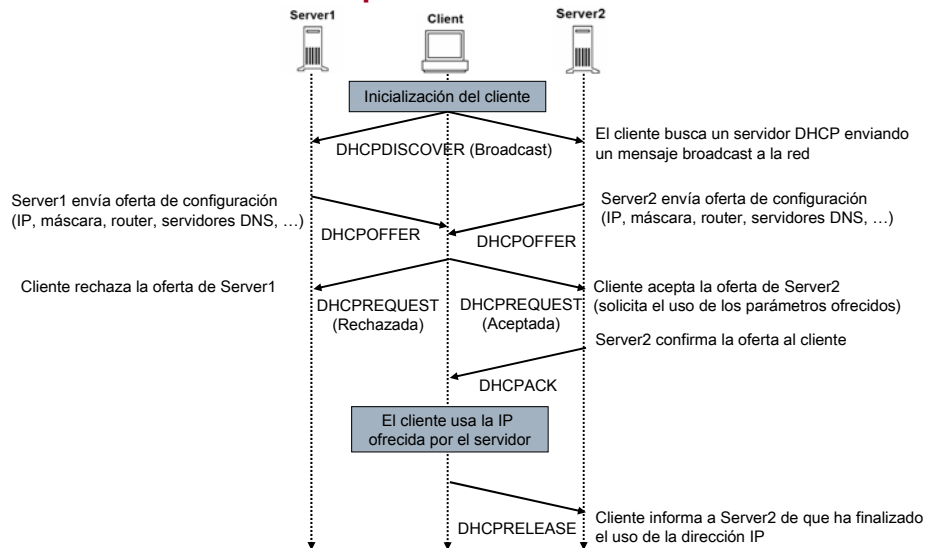 Server1
Client
Server2
Inicialización del cliente
DHCPDISCOVER (Broadcast)
El cliente busca un servidor DHCP enviando
un mensaje broadcast a la red
Server1 envía oferta de configuración
(IP, máscara, router, servidores DNS, …)
Server2 envía oferta de configuración
(IP, máscara, router, servidores DNS, …)
DHCPOFFER
DHCPOFFER
Cliente rechaza la oferta de Server1
DHCPREQUEST
(Rechazada)
DHCPREQUEST
(Aceptada)
Cliente acepta la oferta de Server2
(solicita el uso de los parámetros ofrecidos)
Server2 confirma la oferta al cliente
DHCPACK
El cliente usa la IP
ofrecida por el servidor
DHCPRELEASE
Cliente informa a Server2 de que ha finalizado
el uso de la dirección IP